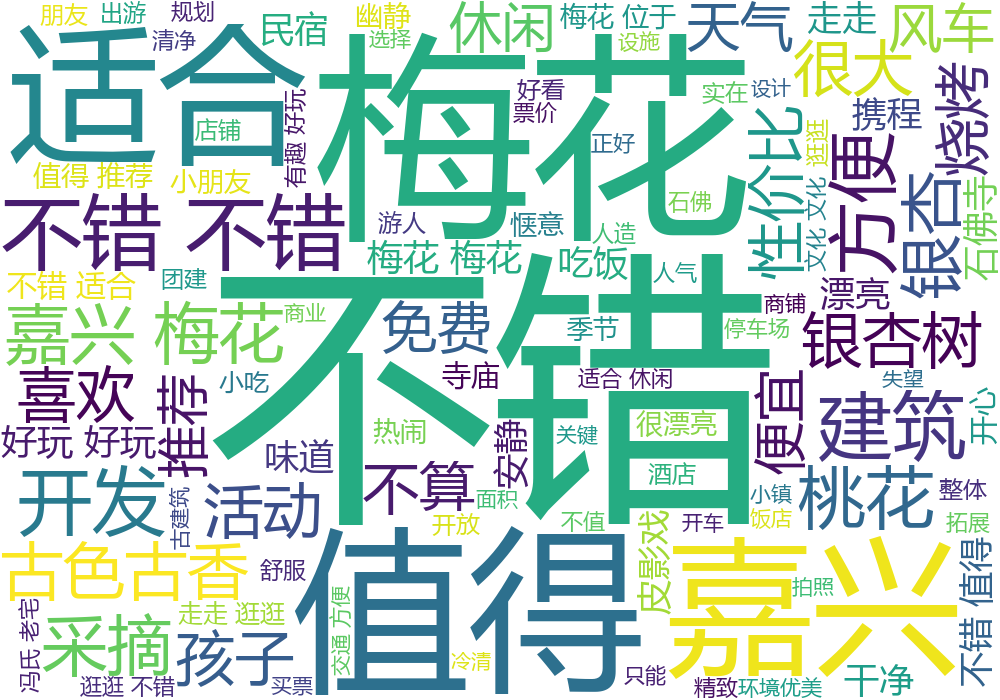 朋友 出游 规划
清净 民宿 幽静
选择 休闲 梅花 位于
设施 天气 走走 风车
适合 梅花 很大
好看 票价 实在 设计
有趣 好玩 店铺
携程 烧烤
正好 性价比 逛逛 方便
值得 推荐 小朋友
石佛 文化 文化 银杏 石佛寺
不错 不错 游人 惬意 人造
梅花 梅花 吃饭 人气
不错 适合 团建
漂亮 商铺
嘉兴 梅花 商业 免费 季节 停车场 银杏树
不错
喜欢 推荐 小吃 寺庙 适合 休闲 便宜 失望
建筑 开心
好玩 好玩 热闹 很漂亮
味道 安静 关键
不算 酒店 桃花 整体
开发 古建筑 活动 面积 小镇
开放 不值 开车 饭店 拓展
古色古香 舒服 值得 皮影戏 嘉兴 不错 值得
拍照
冯氏 老宅 采摘 走走 逛逛 交通 方便
孩子 冷清 只能 干净
逛逛 不错 买票 精致 环境优美